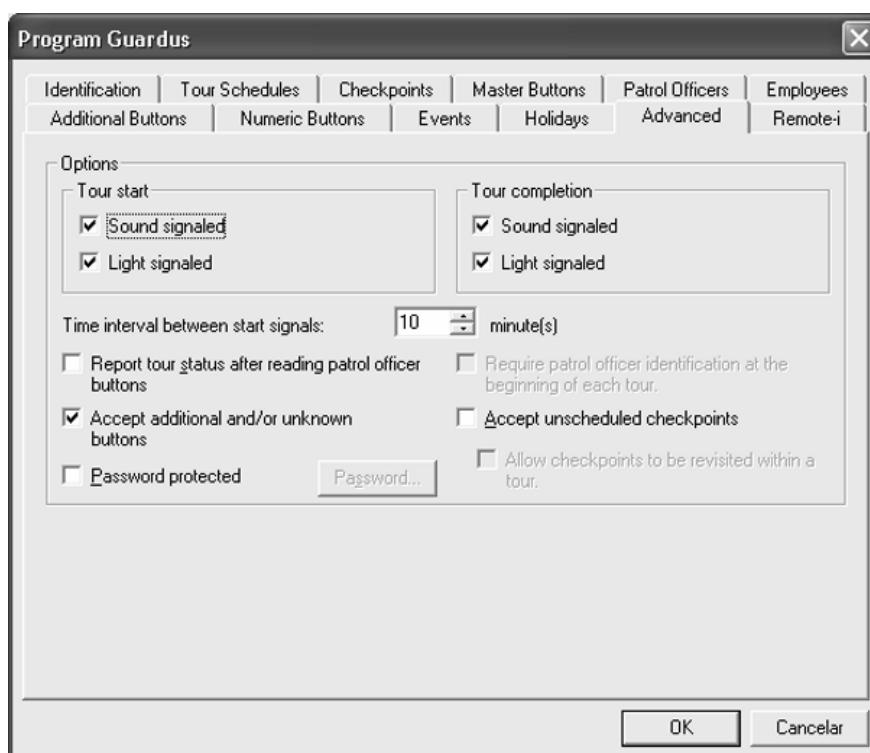 Program Guardus
Identification Tour Schedules Checkpoints Master Buttons Patrol Officers Employees
Additional Buttons Numeric Buttons Events Holidays Advanced Remote-i
Options
Tour start
Sound signaled
Light signaled
Tour completion
Sound signaled
Light signaled
Time interval between start signals: 10 minute(s)
Report tour status after reading patrol officer
buttons
Require patrol officer identification at the
beginning of each tour.
Accept additional and/or unknown
buttons
Accept unscheduled checkpoints
Allow checkpoints to be revisited within a
tour.
Password protected Password...
OK Cancelar